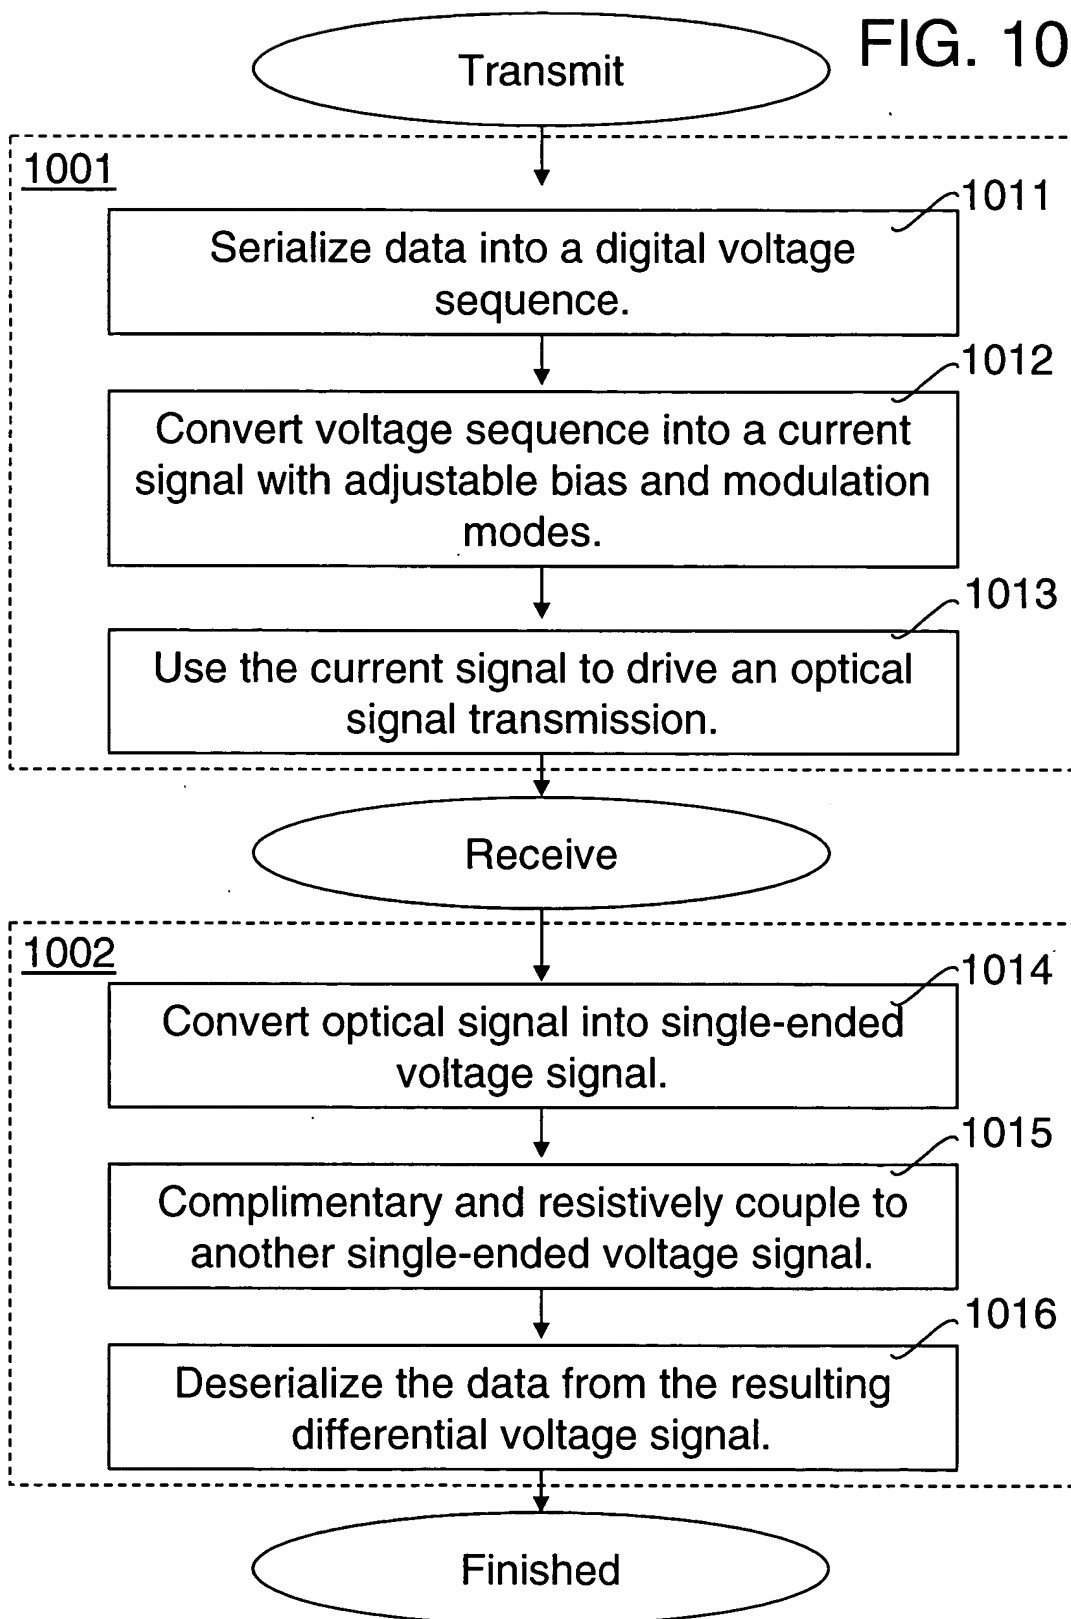 FIG. 10
Transmit
1001
1011
Serialize data into a digital voltage
sequence.
1012
Convert voltage sequence into a current
signal with adjustable bias and modulation
modes.
1013
Use the current signal to drive an optical
signal transmission.
Receive
1002
1014
Convert optical signal into single-ended
voltage signal.
1015
Complimentary and resistively couple to
another single-ended voltage signal.
1016
Deserialize the data from the resulting
differential voltage signal.
Finished